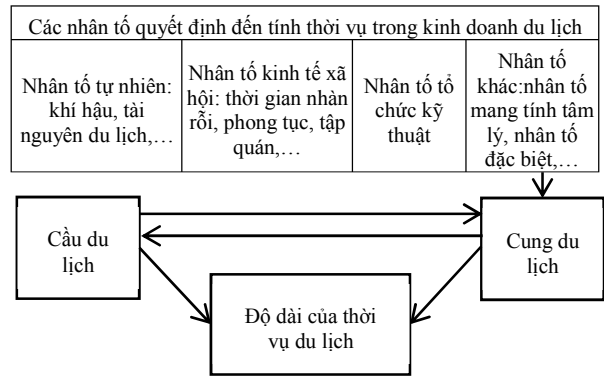 Các nhân tố quyết định đến tính thời vụ trong kinh doanh du lịch
Nhân tố tự nhiên:
khí hậu, tài
nguyên du lịch,…
Nhân tố kinh tế xã
hội: thời gian nhàn
rỗi, phong tục, tập
quán,…
Nhân tố tổ
chức kỹ
thuật
Nhân tố
khác:nhân tố
mang tính tâm
lý, nhân tố
đặc biệt,…
Cầu du
lịch
Cung du
lịch
Độ dài của thời
vụ du lịch